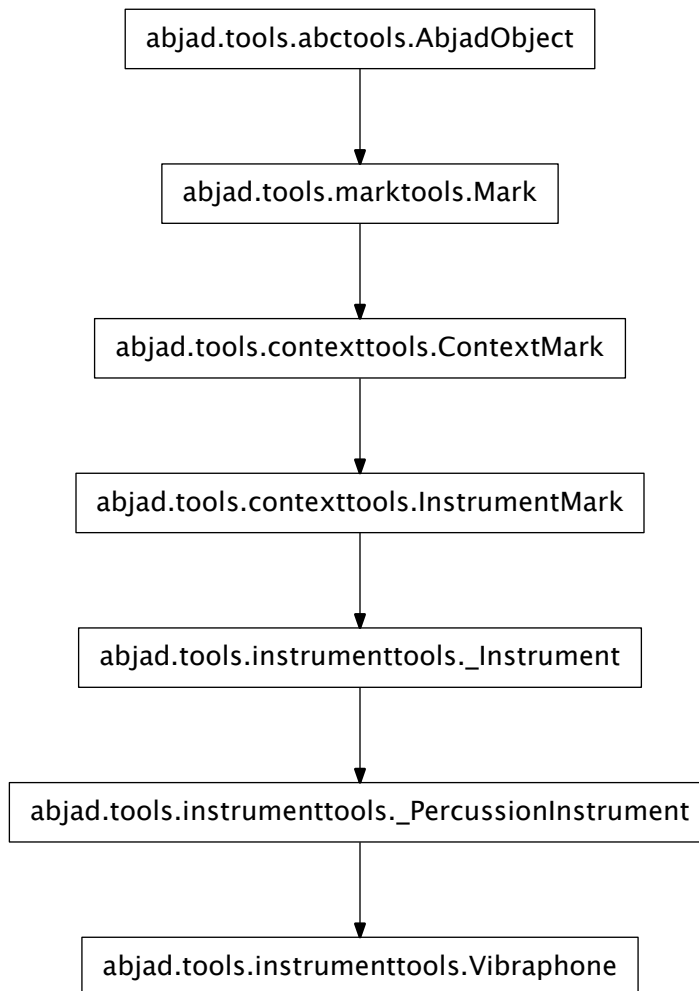 abjad.tools.abctools.AbjadObject
abjad.tools.marktools.Mark
abjad.tools.contexttools.ContextMark
abjad.tools.contexttools.InstrumentMark
abjad.tools.instrumenttools._Instrument
abjad.tools.instrumenttools._PercussionInstrument
abjad.tools.instrumenttools.Vibraphone